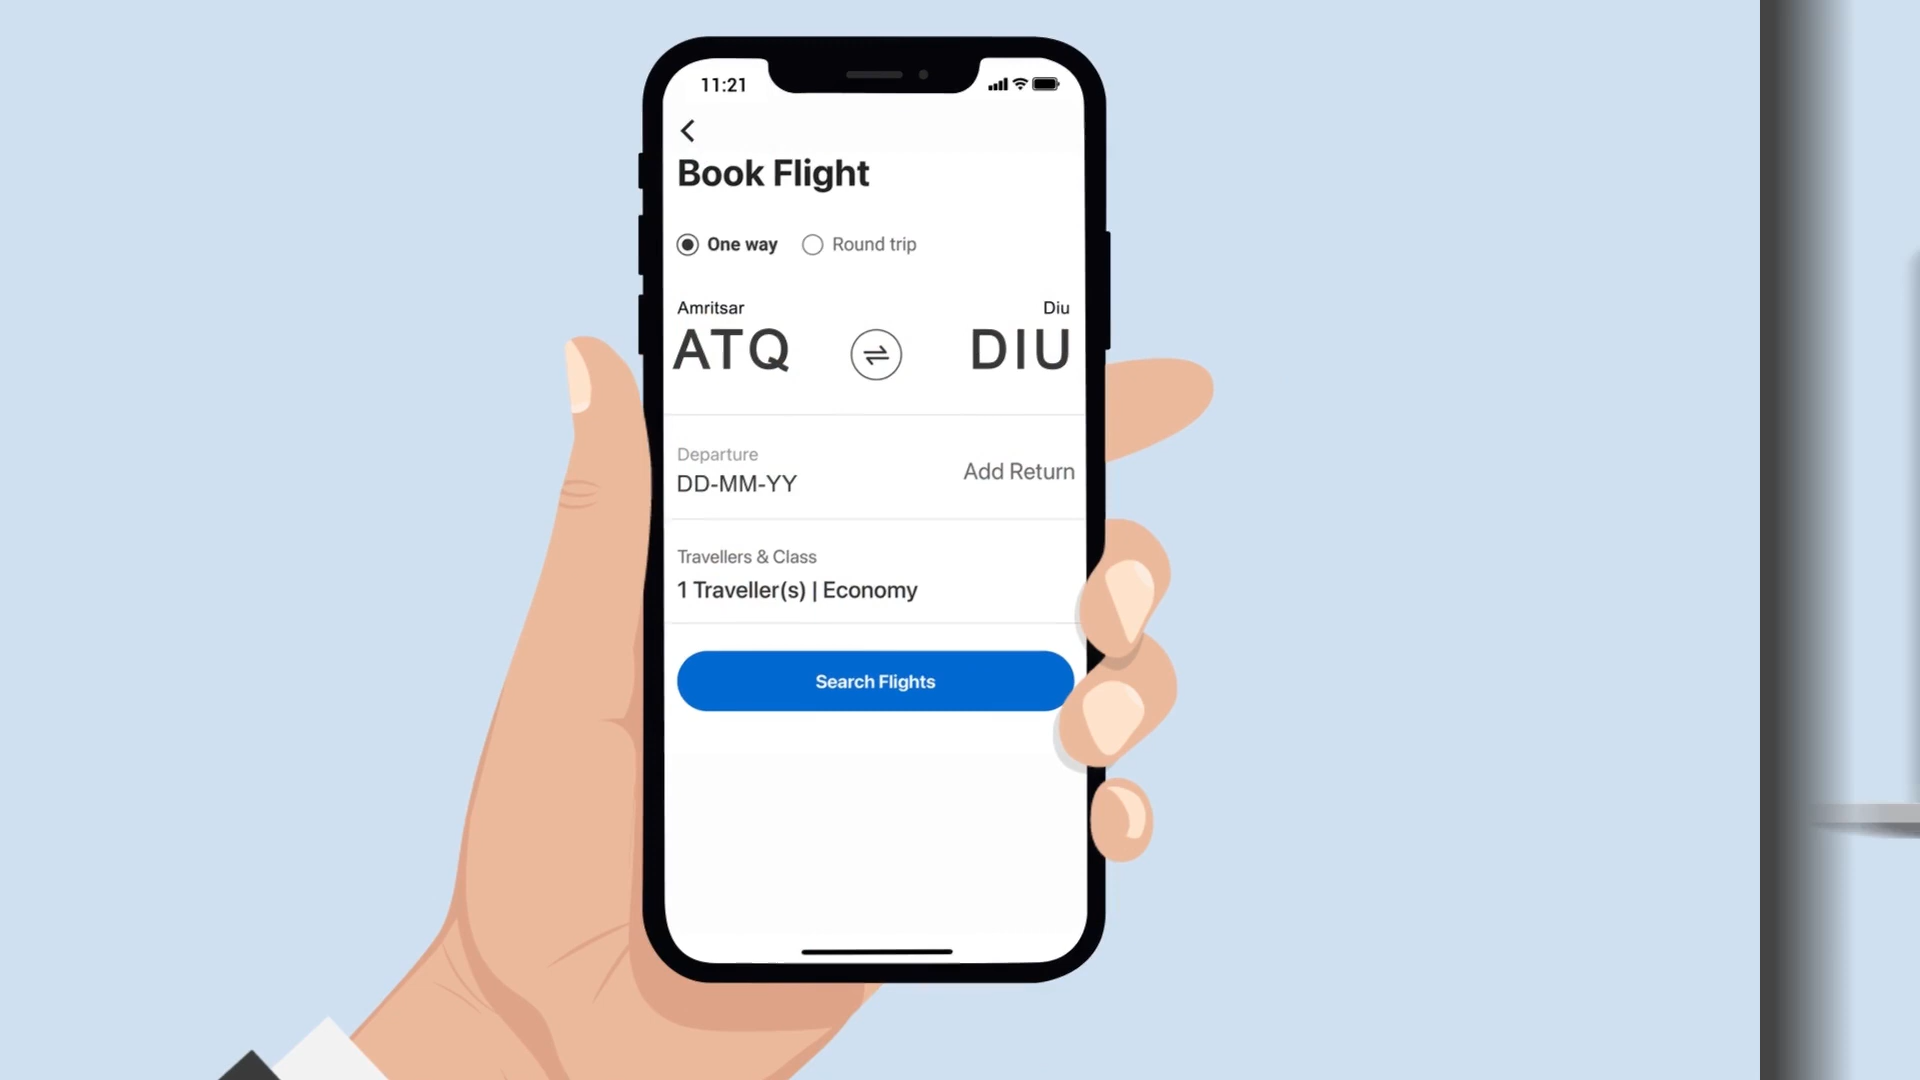 11:21
Book Flight
One way Round trip
Amritsar Diu
ATQ DIU
Departure
DD-MM-YY Add Return
Travellers & Class
1 Traveller(s) | Economy
Search Flights